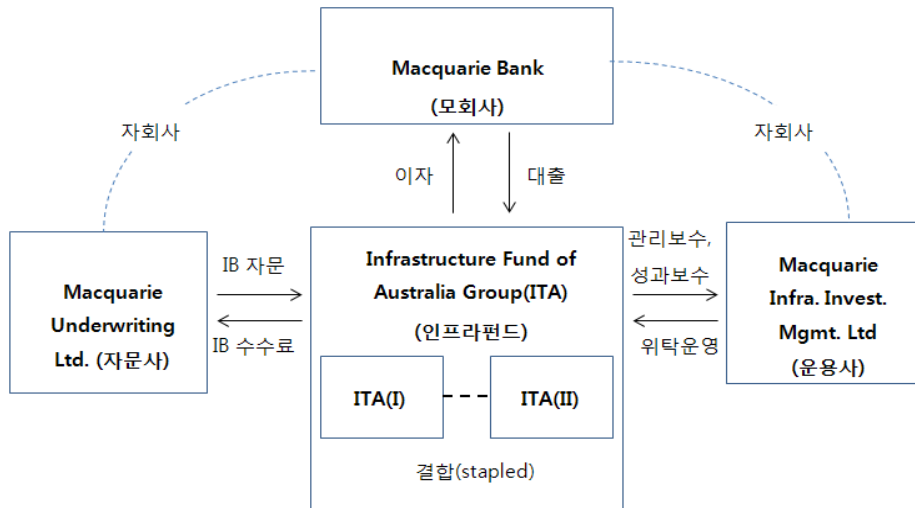 Macquarie Bank
(모회사)
자회사
자회사
이자
대출
Macquarie
Underwriting
Ltd. (자문사)
IB 자문
IB 수수료
Infrastructure Fund of
Australia Group(ITA)
(인프라펀드)
ITA(I)
ITA(II)
결합(stapled)
관리보수,
성과보수
위탁운영
Macquarie
Infra. Invest.
Mgmt. Ltd
(운용사)